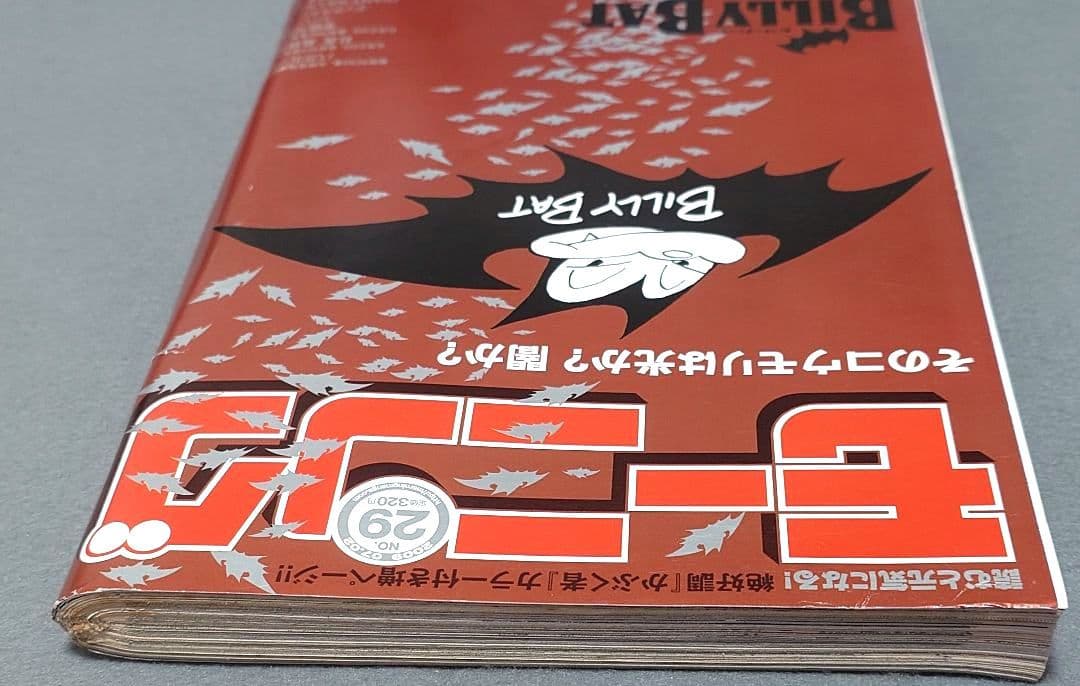 読むと元気になる! 絶好調『かぶく者』カラー付き増ページ!!
モーニング
2009 07.02
NO. 29
定価320円
そのコウモリは光か? 闇か?
BILLY BAT
BILLY BAT